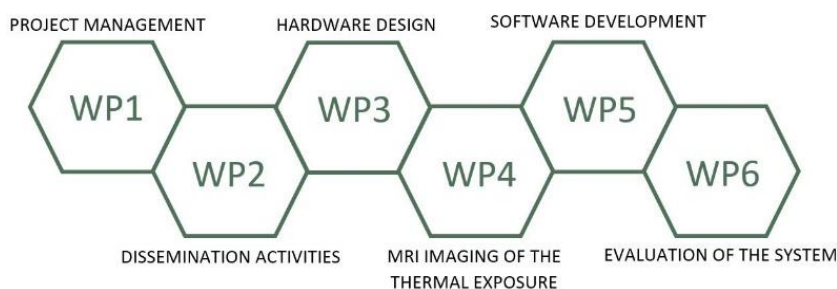 PROJECT MANAGEMENT
HARDWARE DESIGN
SOFTWARE DEVELOPMENT
WP1
WP3
WP5
WP2
WP4
WP6
DISSEMINATION ACTIVITIES
MRI IMAGING OF THE
THERMAL EXPOSURE
EVALUATION OF THE SYSTEM